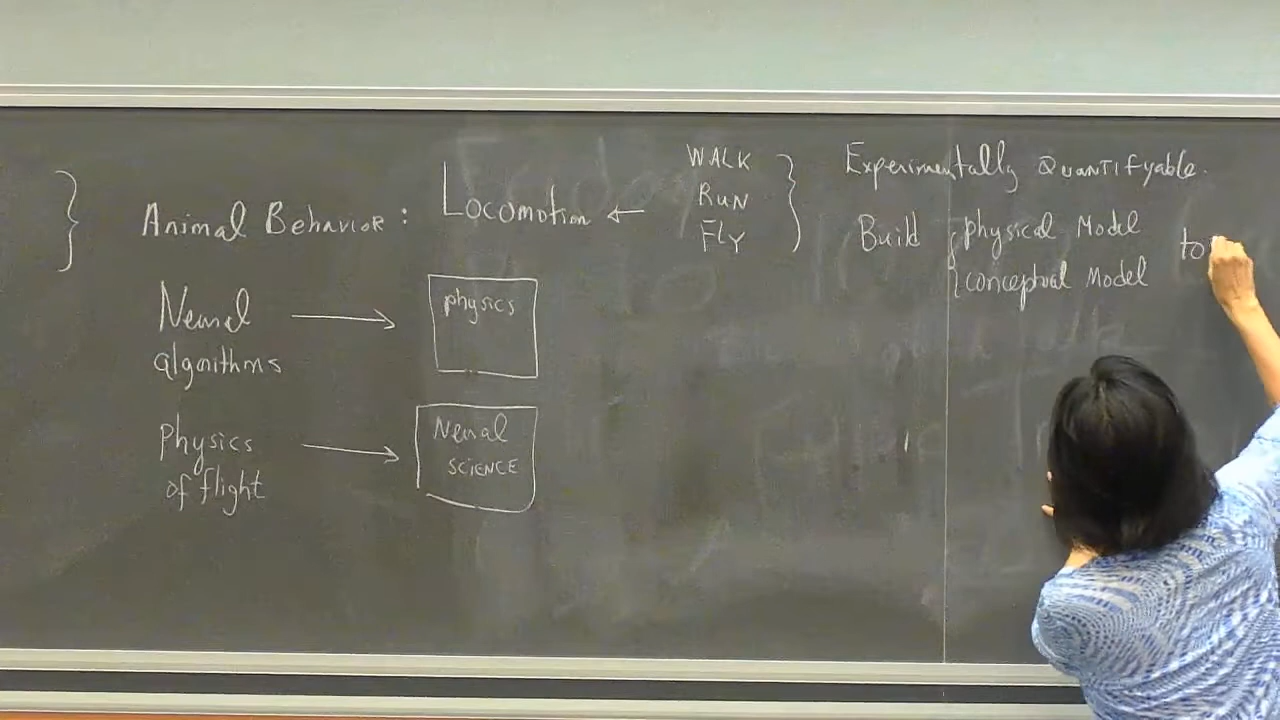 Animal Behavior: Locomotion ←
WALK
RUN
FLY
Experimentally QUANTIFyable.
Build { physical Model
conceptual Model
to
Neural → physics
algorithms
physics → Neural
of flight SCIENCE